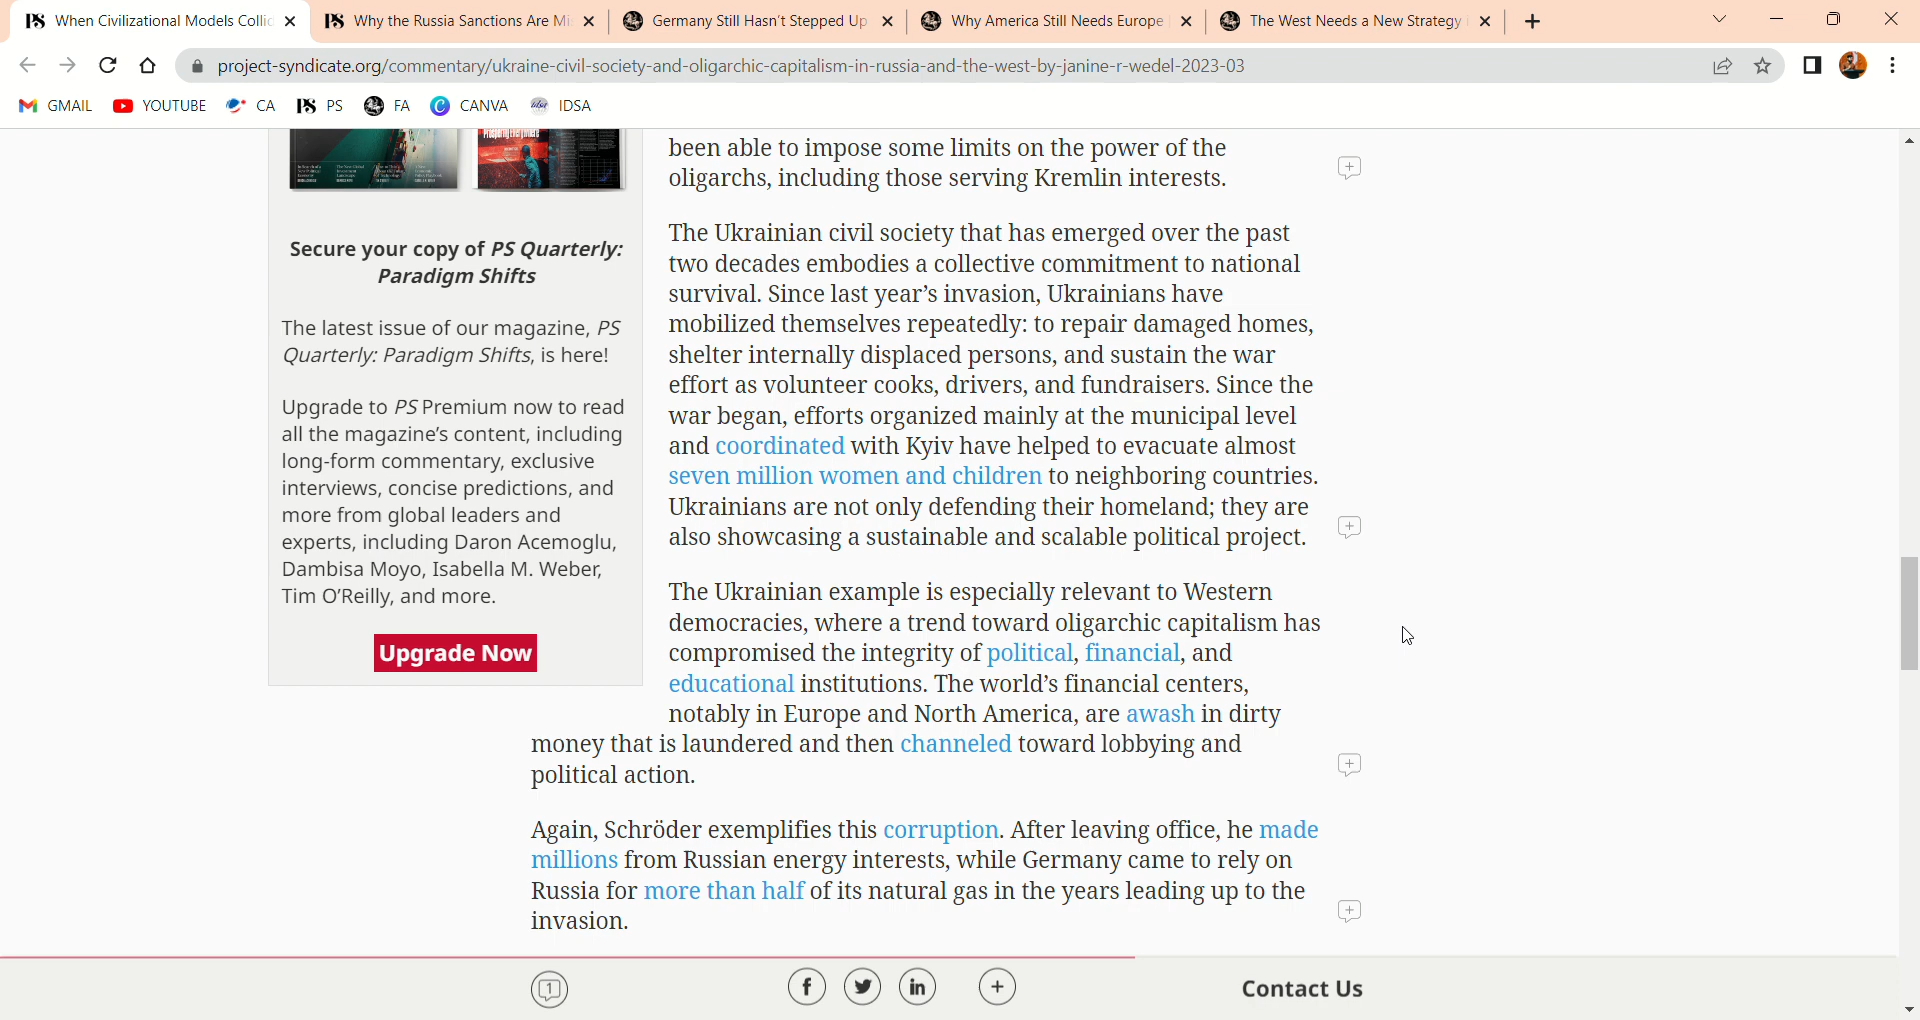 When Civilizational Models Collic
Why the Russia Sanctions Are Mi
Germany Still Hasn't Stepped Up
Why America Still Needs Europe
The West Needs a New Strategy
project-syndicate.org/commentary/ukraine-civil-society-and-oligarchic-capitalism-in-russia-and-the-west-by-janine-r-wedel-2023-03
GMAIL YOUTUBE CA PS FA CANVA IDSA
Secure your copy of PS Quarterly:
Paradigm Shifts
The latest issue of our magazine, PS
Quarterly: Paradigm Shifts, is here!
Upgrade to PS Premium now to read
all the magazine's content, including
long-form commentary, exclusive
interviews, concise predictions, and
more from global leaders and
experts, including Daron Acemoglu,
Dambisa Moyo, Isabella M. Weber,
Tim O'Reilly, and more.
Upgrade Now
been able to impose some limits on the power of the
oligarchs, including those serving Kremlin interests.
The Ukrainian civil society that has emerged over the past
two decades embodies a collective commitment to national
survival. Since last year's invasion, Ukrainians have
mobilized themselves repeatedly: to repair damaged homes,
shelter internally displaced persons, and sustain the war
effort as volunteer cooks, drivers, and fundraisers. Since the
war began, efforts organized mainly at the municipal level
and coordinated with Kyiv have helped to evacuate almost
seven million women and children to neighboring countries.
Ukrainians are not only defending their homeland; they are
also showcasing a sustainable and scalable political project.
The Ukrainian example is especially relevant to Western
democracies, where a trend toward oligarchic capitalism has
compromised the integrity of political, financial, and
educational institutions. The world's financial centers,
notably in Europe and North America, are awash in dirty
money that is laundered and then channeled toward lobbying and
political action.
Again, Schröder exemplifies this corruption. After leaving office, he made
millions from Russian energy interests, while Germany came to rely on
Russia for more than half of its natural gas in the years leading up to the
invasion.
1
Contact Us